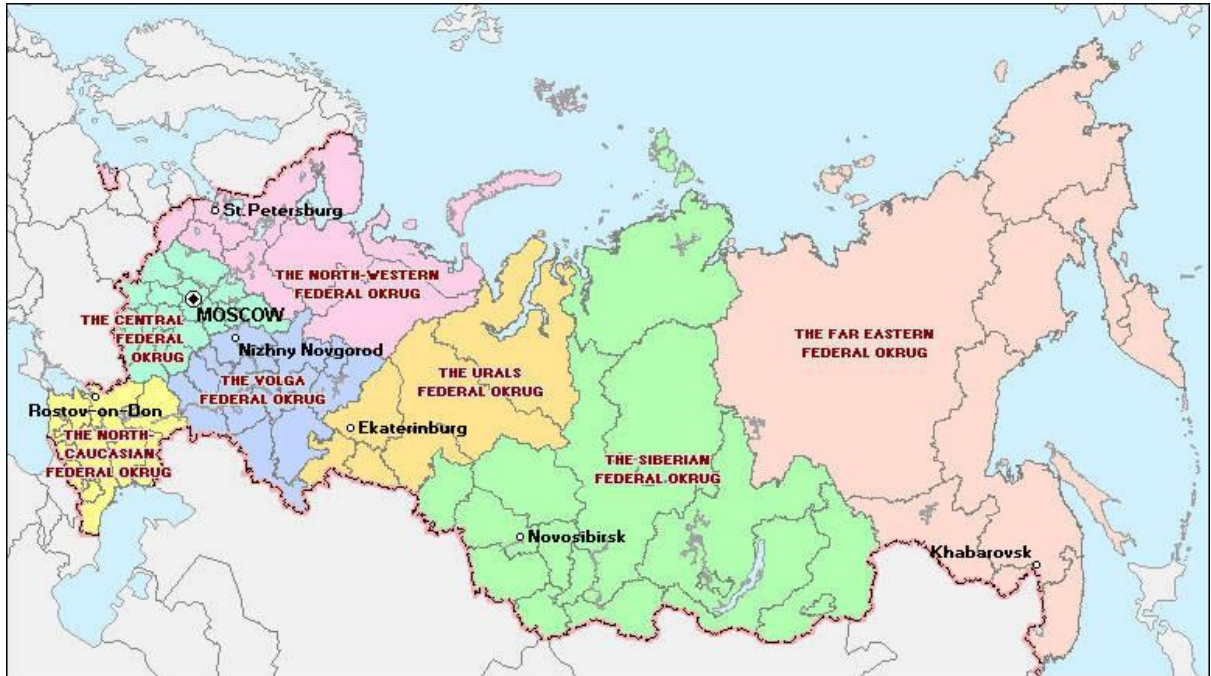 St.Petersburg
THE NORTH-WESTERN
FEDERAL OKRUG
MOSCOW
THE CENTRAL
FEDERAL
OKRUG
Nizhny Novgorod
THE VOLGA
FEDERAL OKRUG
THE URALS
FEDERAL OKRUG
THE FAR EASTERN
FEDERAL OKRUG
Rostov-on-Don
THE NORTH-
CAUCASIAN
FEDERAL OKRUG
Ekaterinburg
THE SIBERIAN
FEDERAL OKRUG
Novosibirsk
Khabarovsk